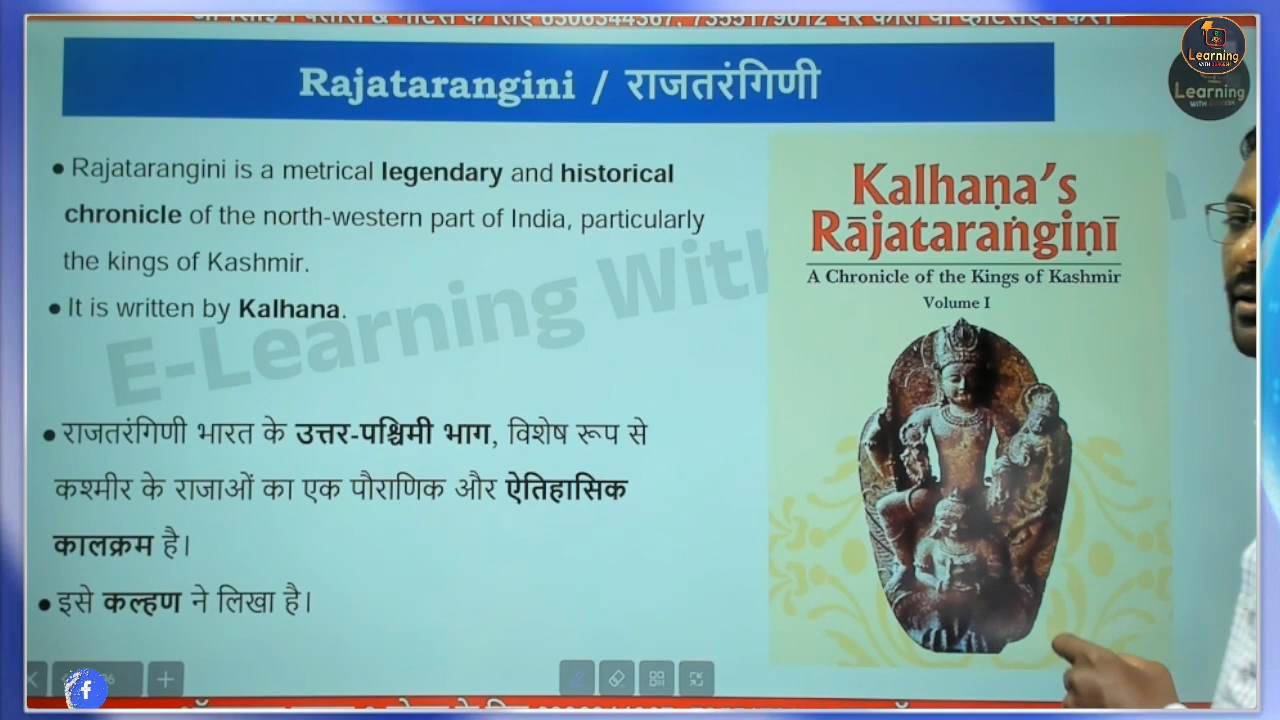 Rajatarangini / राजतरंगिणी
Learning
Learning
• Rajatarangini is a metrical legendary and historical
chronicle of the north-western part of India, particularly
the kings of Kashmir.
• It is written by Kalhana.
E-Learning With
• राजतरंगिणी भारत के उत्तर-पश्चिमी भाग, विशेष रूप से
कश्मीर के राजाओं का एक पौराणिक और ऐतिहासिक
कालक्रम है।
• इसे कल्हण ने लिखा है।
Kalhaṇa's
Rājataraṅgiṇī
A Chronicle of the Kings of Kashmir
Volume I